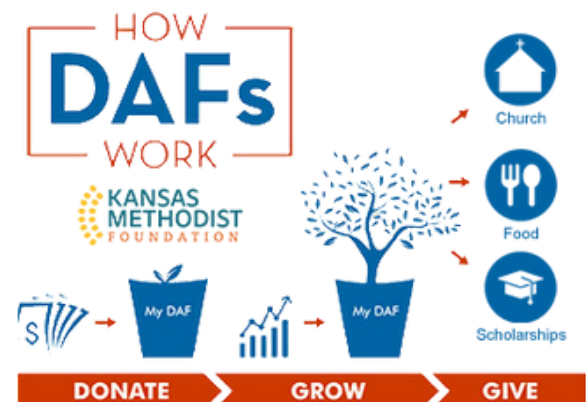 HOW
DAFs
WORK
KANSAS
METHODIST
FOUNDATION
$
My DAF
My DAF
Church
Food
Scholarships
DONATE
GROW
GIVE